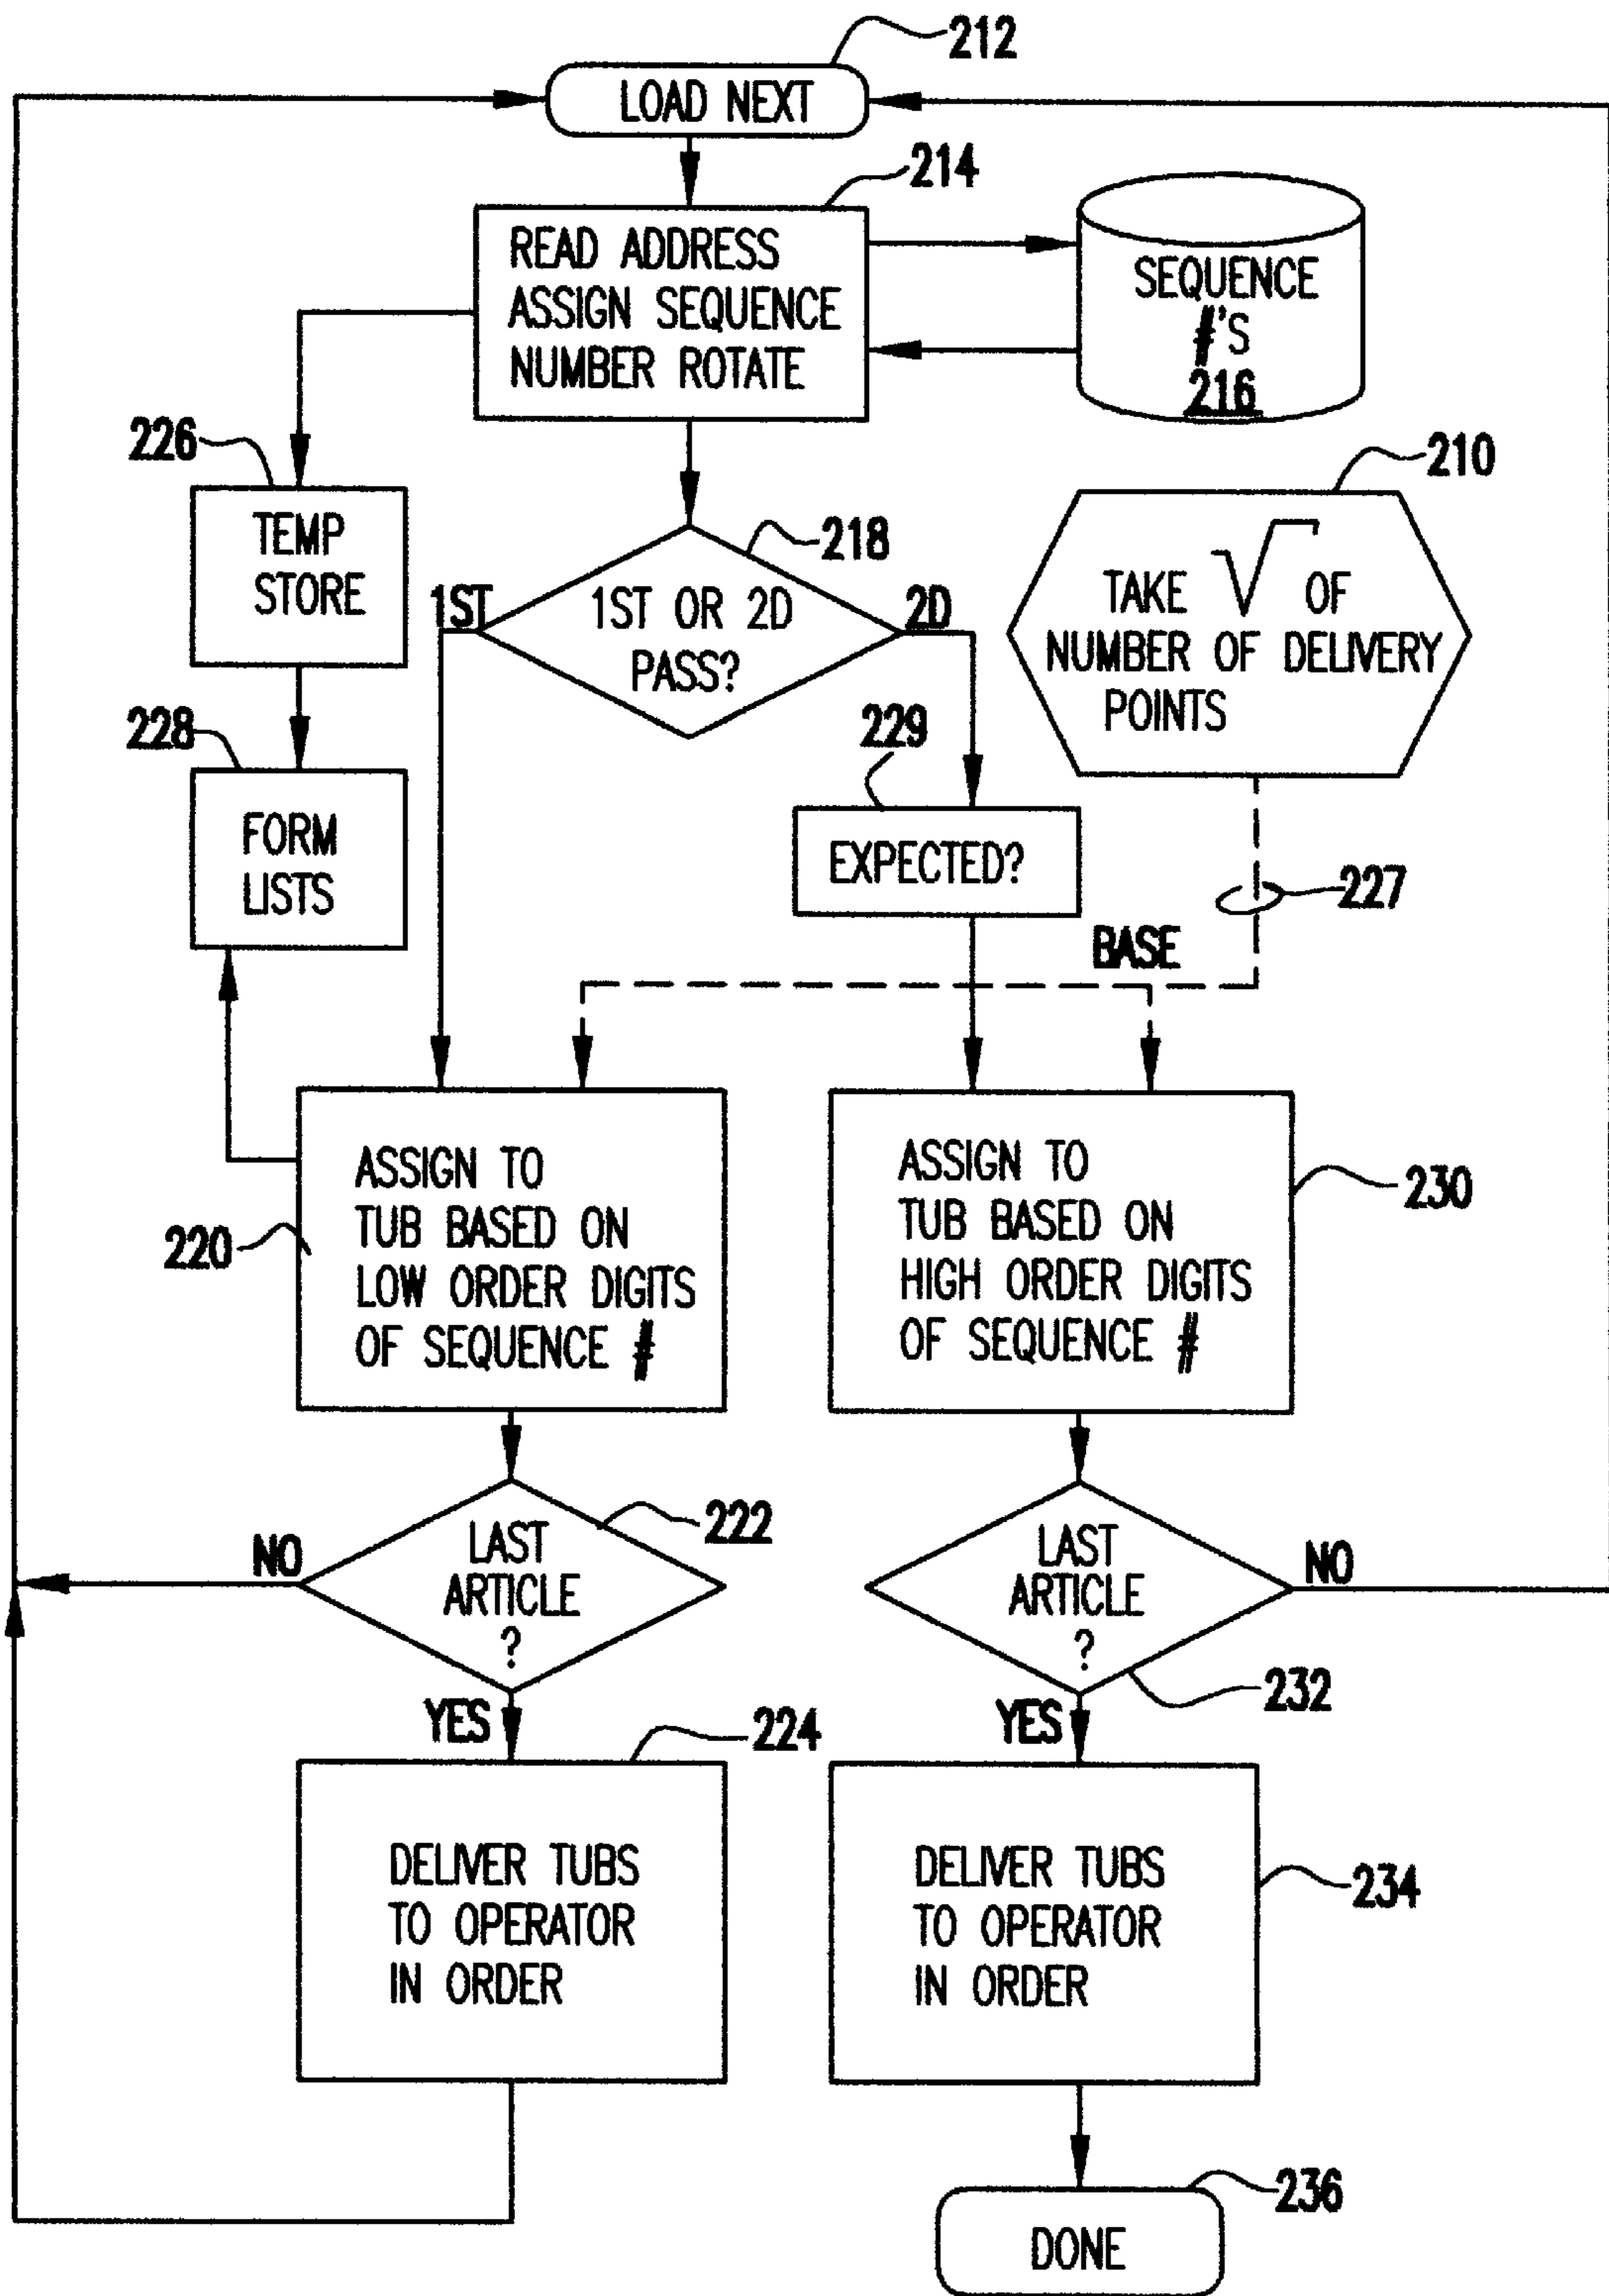 212
LOAD NEXT
214
READ ADDRESS
ASSIGN SEQUENCE
NUMBER ROTATE
SEQUENCE
#'S
216
226
TEMP
STORE
218
1ST
1ST OR 2D
PASS?
2D
210
TAKE √ OF
NUMBER OF DELIVERY
POINTS
228
FORM
LISTS
229
EXPECTED?
227
BASE
220
ASSIGN TO
TUB BASED ON
LOW ORDER DIGITS
OF SEQUENCE #
ASSIGN TO
TUB BASED ON
HIGH ORDER DIGITS
OF SEQUENCE #
230
NO
LAST
ARTICLE
?
222
YES
LAST
ARTICLE
?
NO
232
YES
224
DELIVER TUBS
TO OPERATOR
IN ORDER
DELIVER TUBS
TO OPERATOR
IN ORDER
234
236
DONE